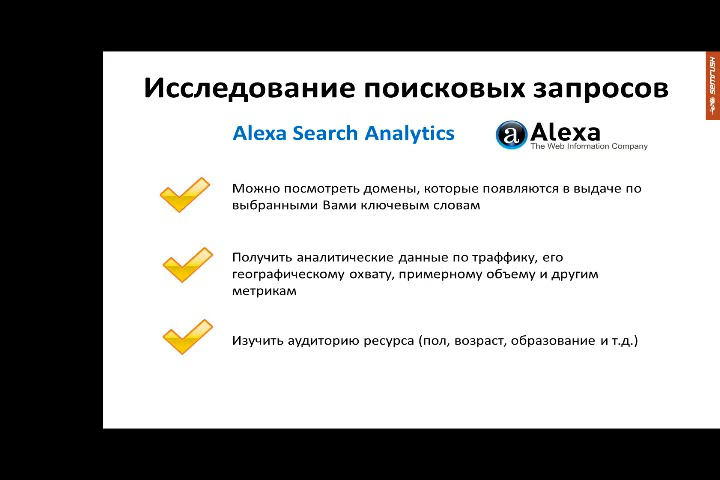 Исследование поисковых запросов
Alexa Search Analytics
a Alexa
The Web Information Company
semrush
Можно посмотреть домены, которые появляются в выдаче по
выбранными Вами ключевым словам
Получить аналитические данные по траффику, его
географическому охвату, примерному объему и другим
метрикам
Изучить аудиторию ресурса (пол, возраст, образование и т.д.)